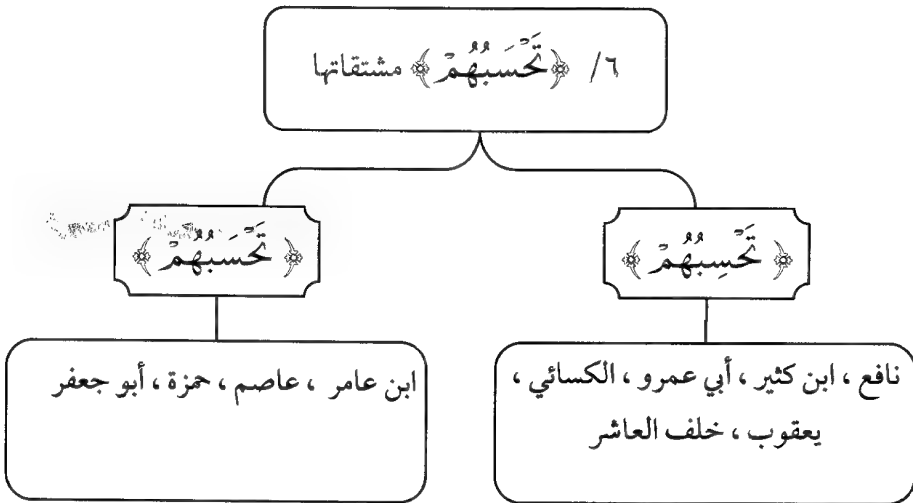 ٦/ ﴿تَحْسَبُهُمْ﴾ مشتقاتها
﴿تَحْسِبُهُمْ﴾
﴿تَحْسَبُهُمْ﴾
نافع ، ابن كثير ، أبي عمرو ، الكسائي ،
يعقوب ، خلف العاشر
ابن عامر ، عاصم ، حمزة ، أبو جعفر